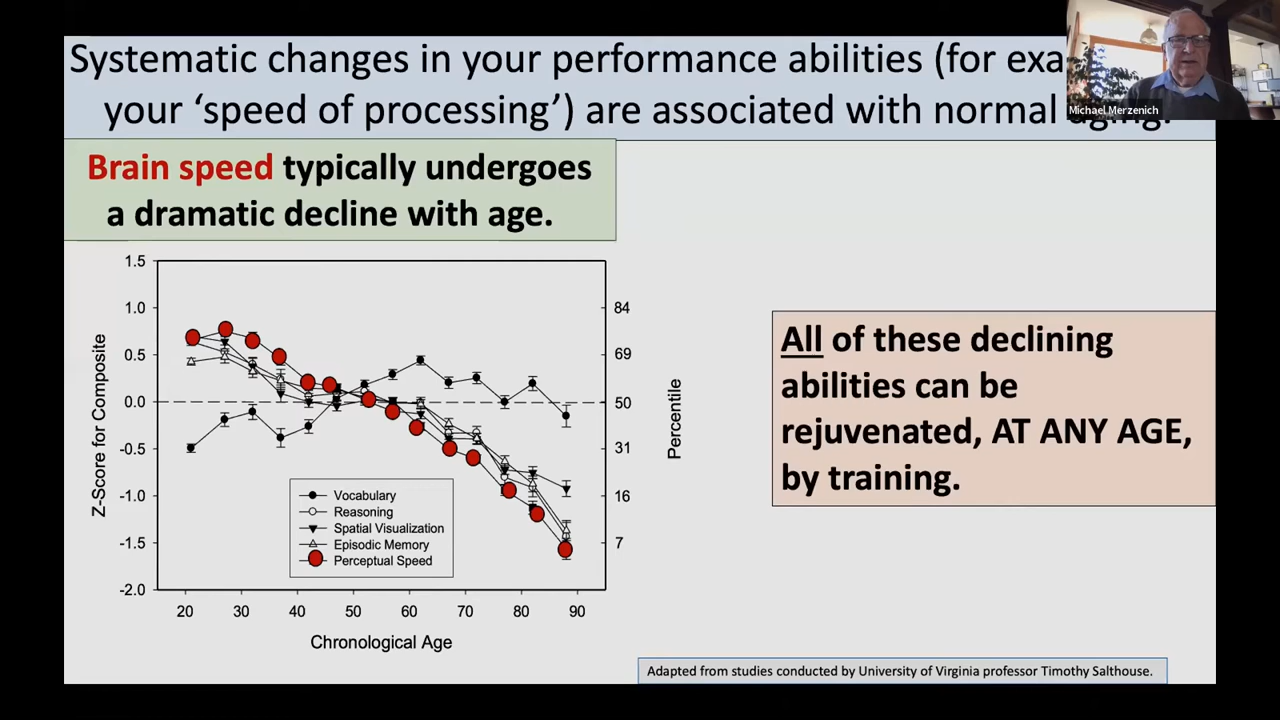 Systematic changes in your performance abilities (for exa
your ‘speed of processing’) are associated with normal aging.
Michael Merzenich
Brain speed typically undergoes
a dramatic decline with age.
1.5
1.0
0.5
0.0
-0.5
-1.0
-1.5
-2.0
Z-Score for Composite
84
69
50
31
16
7
Percentile
Vocabulary
Reasoning
Spatial Visualization
Episodic Memory
Perceptual Speed
20 30 40 50 60 70 80 90
Chronological Age
All of these declining
abilities can be
rejuvenated, AT ANY AGE,
by training.
Adapted from studies conducted by University of Virginia professor Timothy Salthouse.